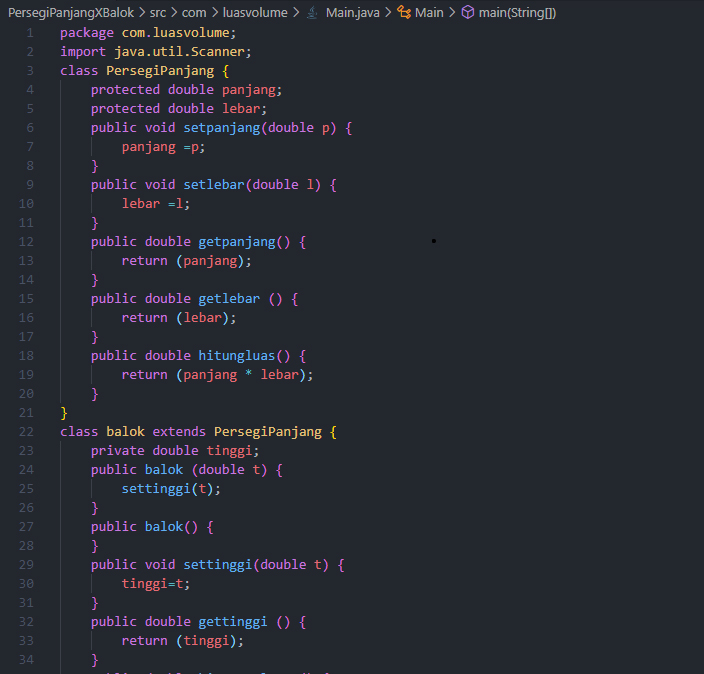 PersegiPanjangXBalok > src > com > luasvolume > Main.java > Main > main(String[])
1 package com.luasvolume;
2 import java.util.Scanner;
3 class PersegiPanjang {
4 protected double panjang;
5 protected double lebar;
6 public void setpanjang(double p) {
7 panjang =p;
8 }
9 public void setlebar(double l) {
10 lebar =l;
11 }
12 public double getpanjang() {
13 return (panjang);
14 }
15 public double getlebar () {
16 return (lebar);
17 }
18 public double hitungluas() {
19 return (panjang * lebar);
20 }
21 }
22 class balok extends PersegiPanjang {
23 private double tinggi;
24 public balok (double t) {
25 settinggi(t);
26 }
27 public balok() {
28 }
29 public void settinggi(double t) {
30 tinggi=t;
31 }
32 public double gettinggi () {
33 return (tinggi);
34 }